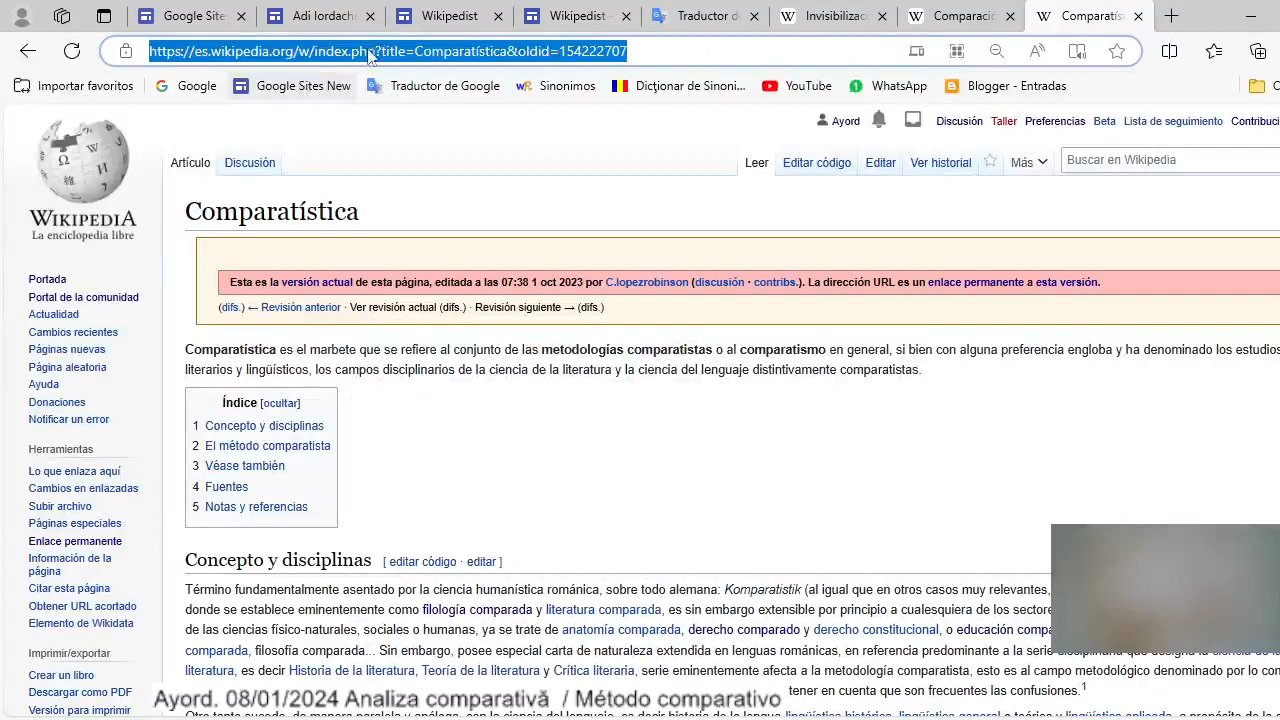 Google Site
Adi Iordach
Wikipedist
Wikipedist
Traductor d
Invisibiliza
Comparació
Comparatís
https://es.wikipedia.org/w/index.php?title=Comparatística&oldid=154222707
Importar favoritos
Google
Google Sites New
Traductor de Google
Sinonimos
Dicționar de Sinoni...
YouTube
WhatsApp
Blogger - Entradas
Ayord
Discusión Taller Preferencias Beta Lista de seguimiento Contribuci
Artículo Discusión
Leer Editar código Editar Ver historial Más
Buscar en Wikipedia
WIKIPEDIA
La enciclopedia libre
Portada
Portal de la comunidad
Actualidad
Cambios recientes
Páginas nuevas
Página aleatoria
Ayuda
Donaciones
Notificar un error
Herramientas
Lo que enlaza aquí
Cambios en enlazadas
Subir archivo
Páginas especiales
Enlace permanente
Información de la
página
Citar esta página
Obtener URL acortado
Elemento de Wikidata
Imprimir/exportar
Crear un libro
Descargar como PDF
Versión para imprimir
Comparatística
Esta es la versión actual de esta página, editada a las 07:38 1 oct 2023 por C.lopezrobinson (discusión · contribs.). La dirección URL es un enlace permanente a esta versión.
(difs.) ← Revisión anterior · Ver revisión actual (difs.) · Revisión siguiente → (difs.)
Comparatística es el marbete que se refiere al conjunto de las metodologías comparatistas o al comparatismo en general, si bien con alguna preferencia engloba y ha denominado los estudios
literarios y lingüísticos, los campos disciplinarios de la ciencia de la literatura y la ciencia del lenguaje distintivamente comparatistas.
Índice [ocultar]
1 Concepto y disciplinas
2 El método comparatista
3 Véase también
4 Fuentes
5 Notas y referencias
Concepto y disciplinas [ editar código · editar ]
Término fundamentalmente asentado por la ciencia humanística románica, sobre todo alemana: Komparatistik (al igual que en otros casos muy relevantes,
donde se establece eminentemente como filología comparada y literatura comparada, es sin embargo extensible por principio a cualesquiera de los sectore
de las ciencias físico-naturales, sociales o humanas, ya se trate de anatomía comparada, derecho comparado y derecho constitucional, o educación compa
comparada, filosofía comparada... Sin embargo, posee especial carta de naturaleza extendida en lenguas románicas, en referencia predominante a la serie
literatura, es decir Historia de la literatura, Teoría de la literatura y Crítica literaria, serie eminentemente afecta a la metodología comparatista, esto es al campo metodológico denominado por lo com
tener en cuenta que son frecuentes las confusiones.1
Ayord. 08/01/2024 Analiza comparativă / Método comparativo